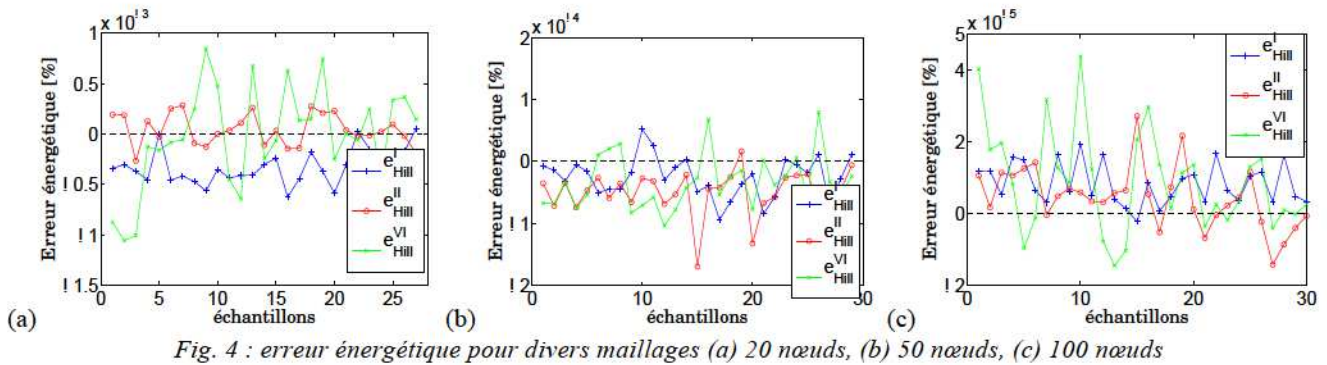 x 10^!3
1
0.5
0
! 0.5
! 1
! 1.5
Erreur énergétique [%]
0 5 10 15 20 25
échantillons
e^I_Hill
e^II_Hill
e^VI_Hill
(a)
x 10^!4
2
1
0
! 1
! 2
Erreur énergétique [%]
0 10 20 30
échantillons
e^I_Hill
e^II_Hill
e^VI_Hill
(b)
x 10^!5
5
2
0
! 2
Erreur énergétique [%]
0 10 20 30
échantillons
e^I_Hill
e^II_Hill
e^VI_Hill
(c)
Fig. 4 : erreur énergétique pour divers maillages (a) 20 nœuds, (b) 50 nœuds, (c) 100 nœuds